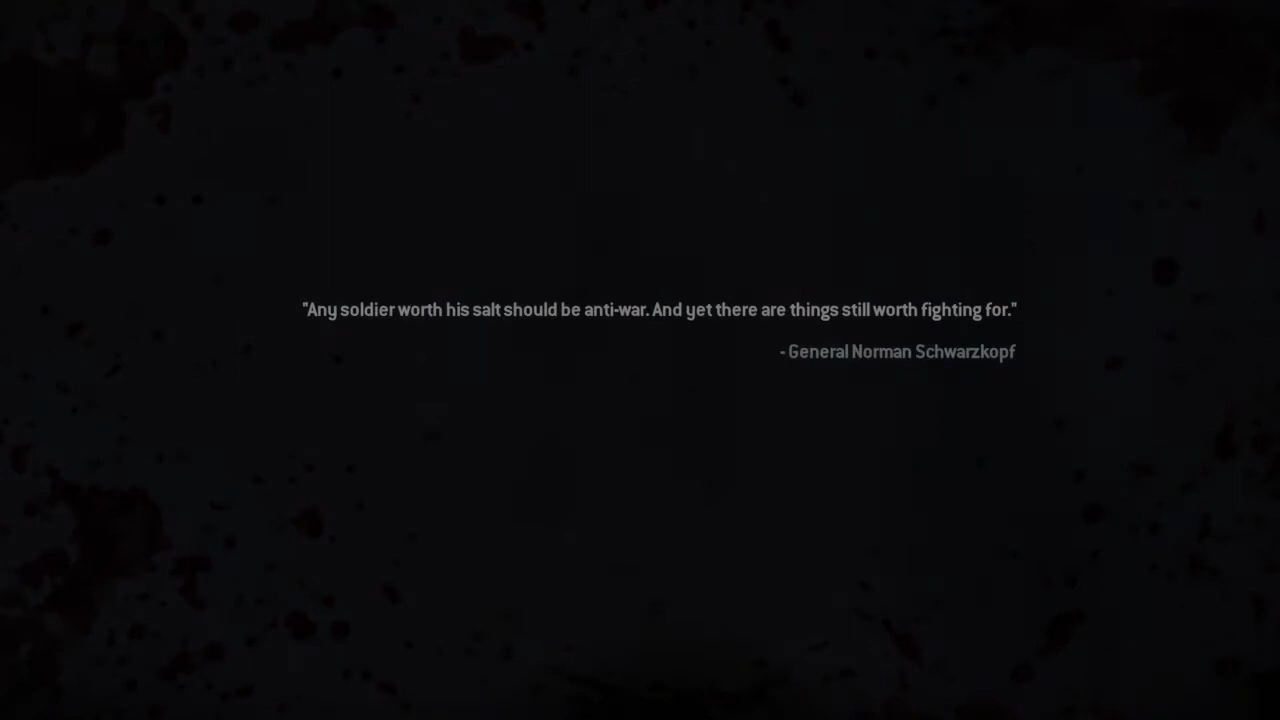 "Any soldier worth his salt should be anti-war. And yet there are things still worth fighting for."
- General Norman Schwarzkopf